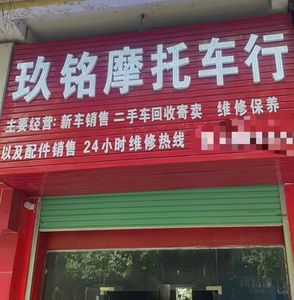 玖铭摩托车行
主要经营:新车销售 二手车回收寄卖 维修保养
以及配件销售 24小时维修热线